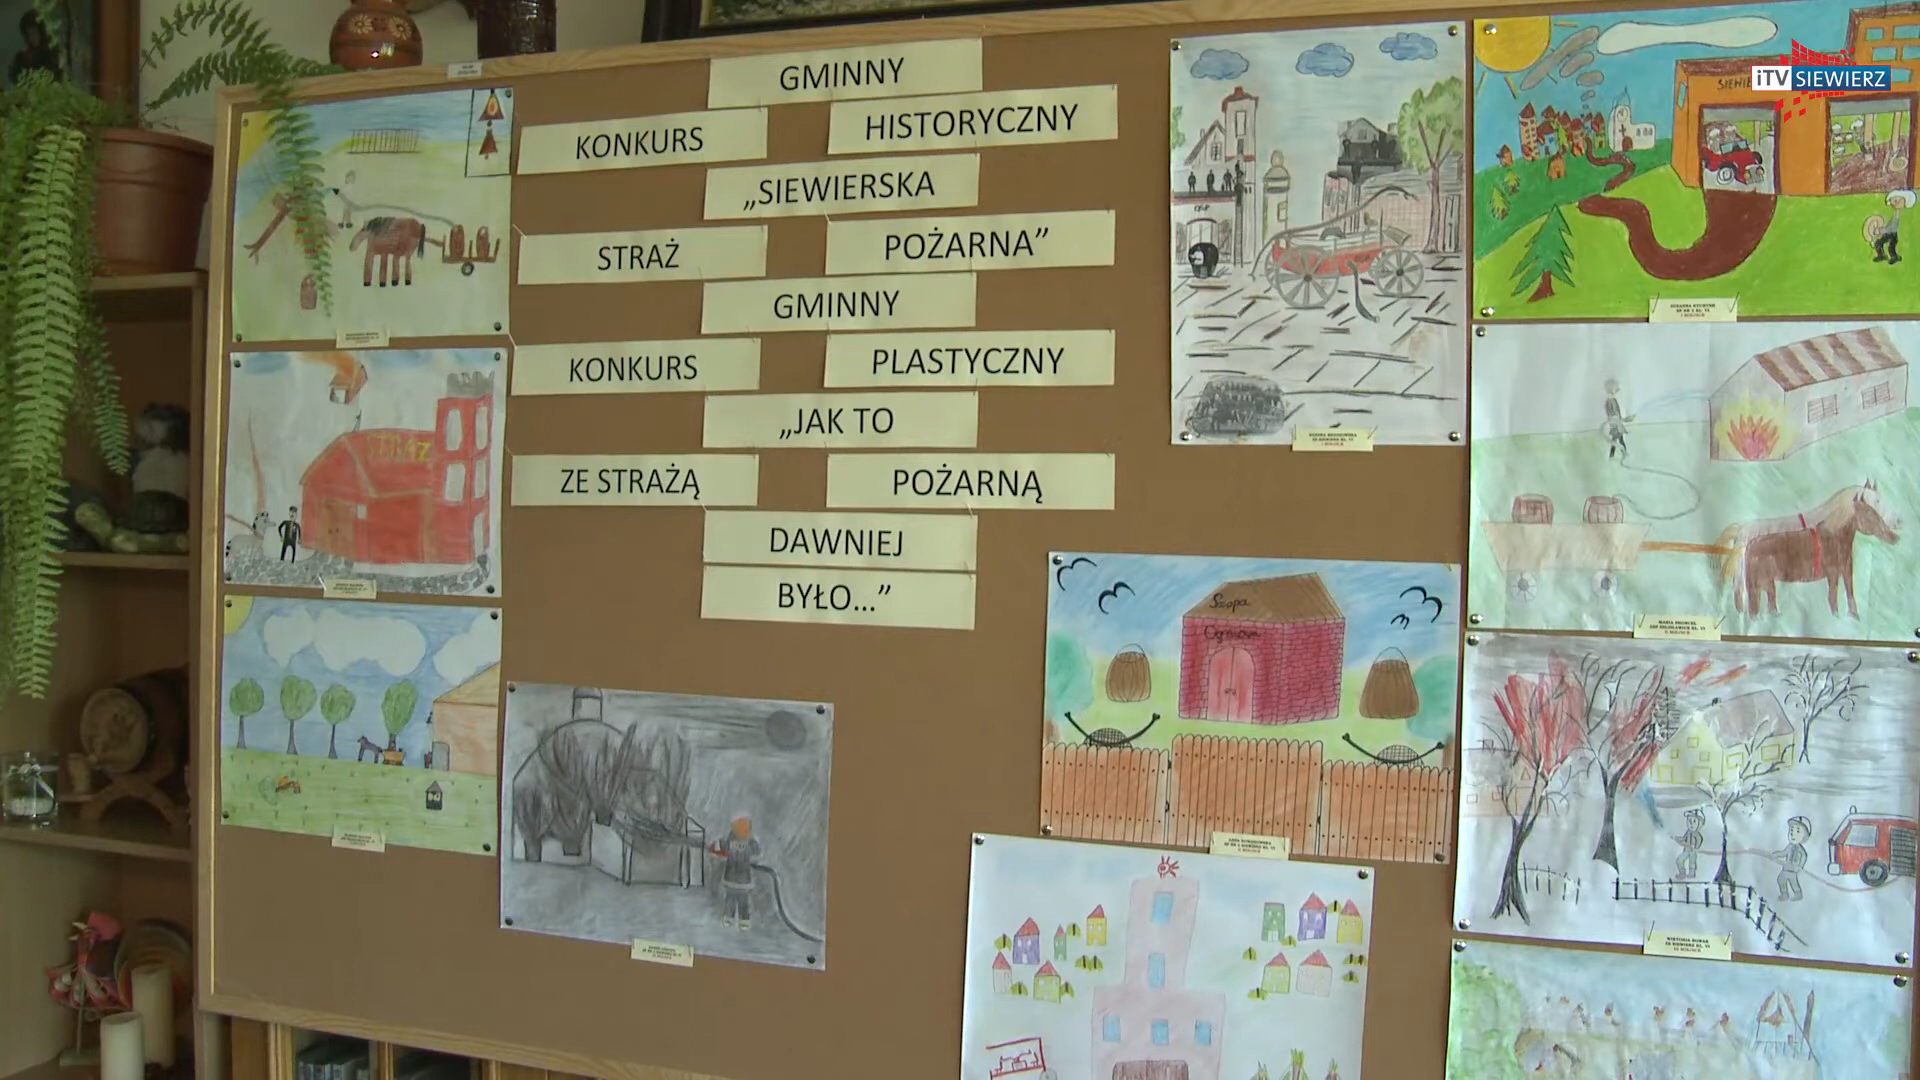 GMINNY
KONKURS HISTORYCZNY
„SIEWIERSKA
STRAŻ POŻARNA”
GMINNY
KONKURS PLASTYCZNY
„JAK TO
ZE STRAŻĄ POŻARNĄ
DAWNIEJ
BYŁO...”
iTV SIEWIERZ
STRAŻ
Szopa
Ogniowa